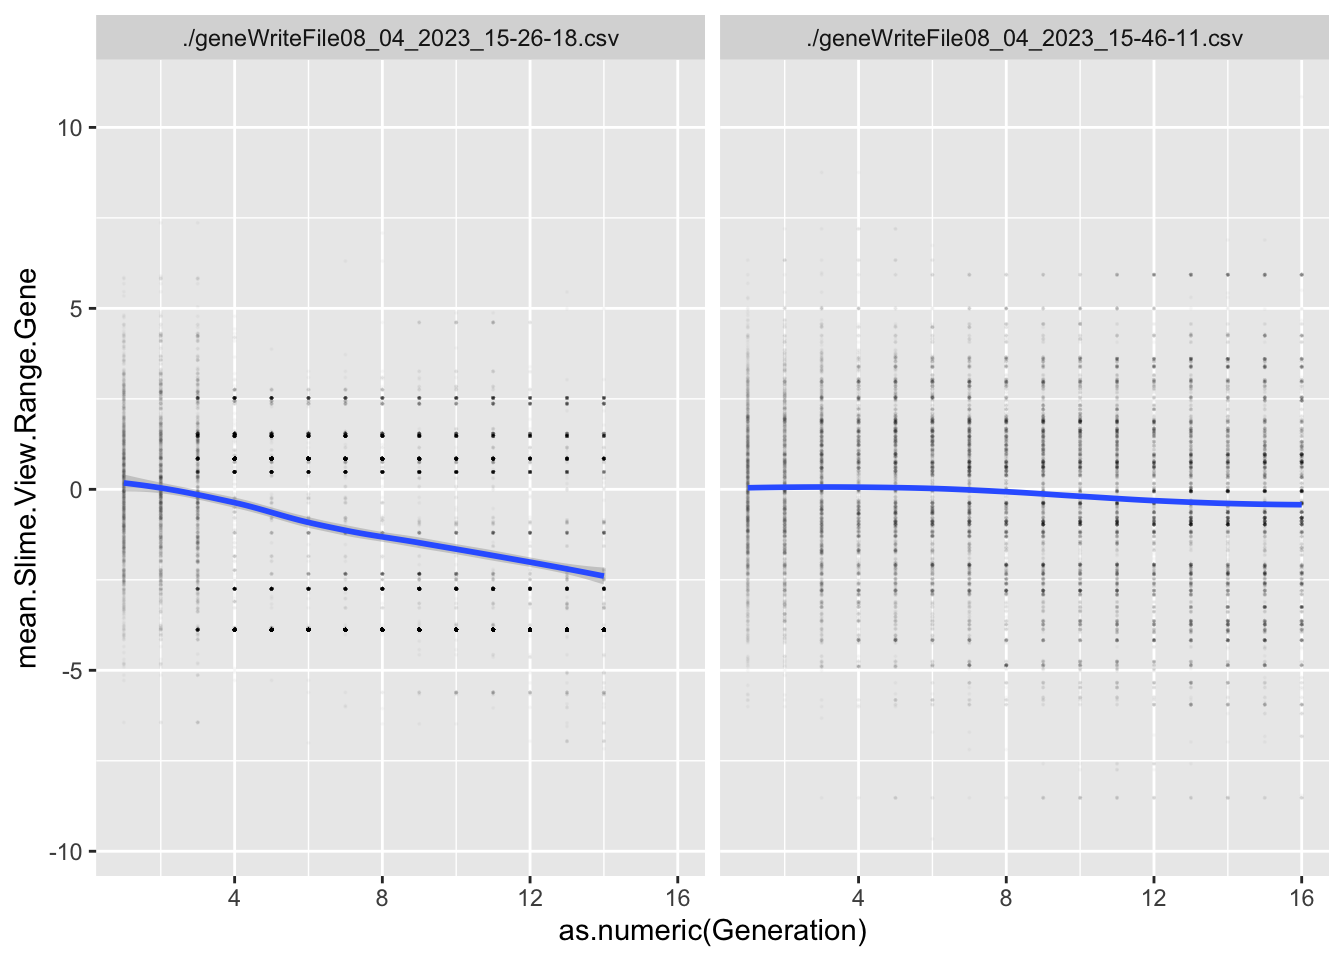 ./geneWriteFile08_04_2023_15-26-18.csv
./geneWriteFile08_04_2023_15-46-11.csv
mean.Slime.View.Range.Gene
10
5
0
-5
-10
4 8 12 16
4 8 12 16
as.numeric(Generation)